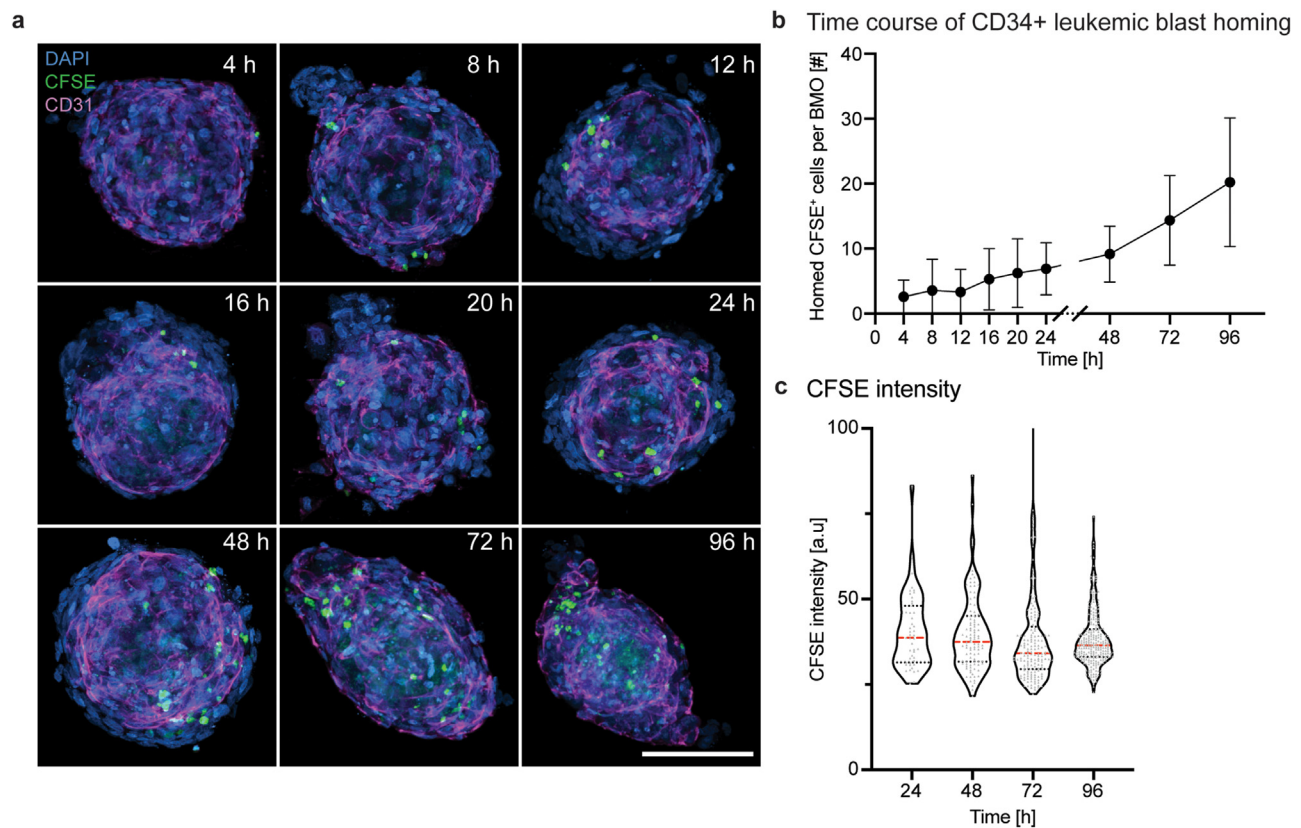 a
DAPI
CFSE
CD31
4 h
8 h
12 h
16 h
20 h
24 h
48 h
72 h
96 h
b Time course of CD34+ leukemic blast homing
Homed CFSE⁺ cells per BMO [#]
40
30
20
10
0
0 4 8 12 16 20 24 48 72 96
Time [h]
c CFSE intensity
CFSE intensity [a.u]
100
50
0
24 48 72 96
Time [h]